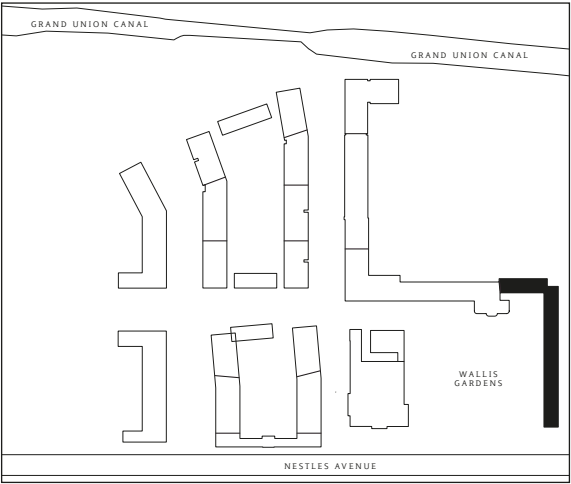 GRAND UNION CANAL
GRAND UNION CANAL
WALLIS
GARDENS
NESTLES AVENUE